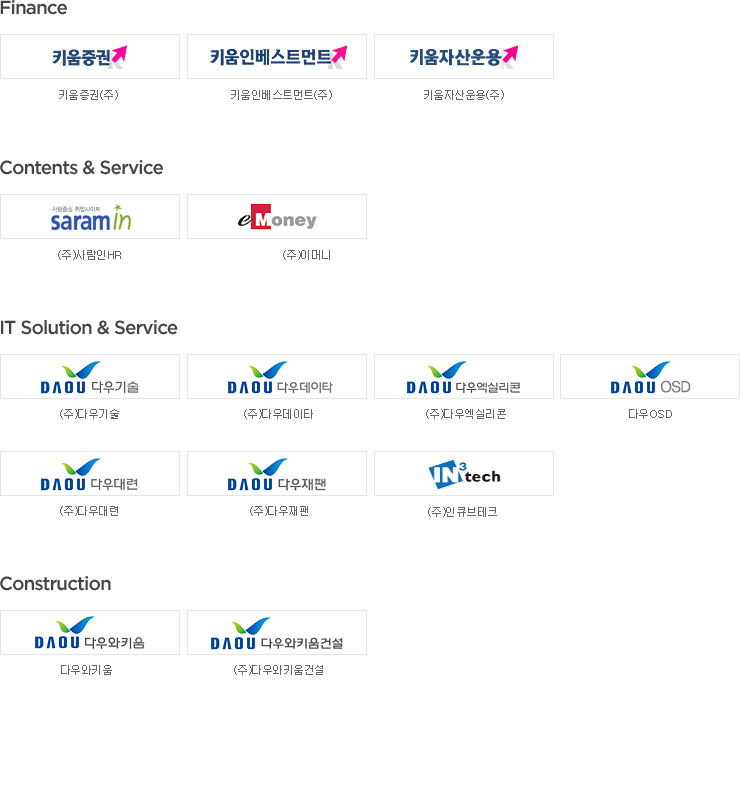 Finance
키움증권 키움인베스트먼트 키움자산운용
키움증권(주) 키움인베스트먼트(주) 키움자산운용(주)
Contents & Service
사람중심 취업사이트
saramin eMoney
(주)사람인HR (주)이머니
IT Solution & Service
DAOU 다우기술 DAOU 다우데이타 DAOU 다우엑실리콘 DAOU OSD
(주)다우기술 (주)다우데이타 (주)다우엑실리콘 다우OSD
DAOU 다우대련 DAOU 다우재팬 IN3tech
(주)다우대련 (주)다우재팬 (주)인큐브테크
Construction
DAOU 다우와키움 DAOU 다우와키움건설
다우와키움 (주)다우와키움건설